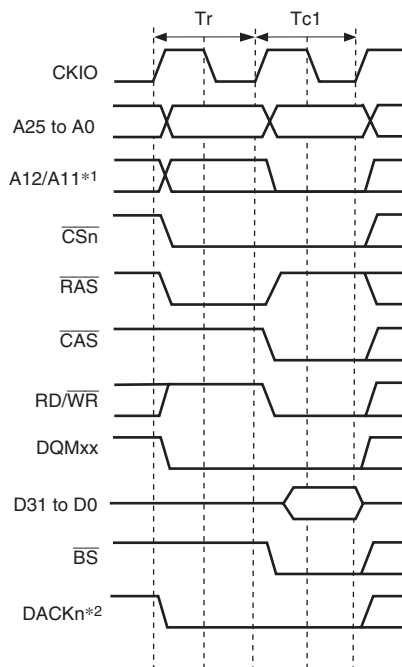 Tr Tc1
CKIO
A25 to A0
A12/A11*1
CSn
RAS
CAS
RD/WR
DQMxx
D31 to D0
BS
DACKn*2